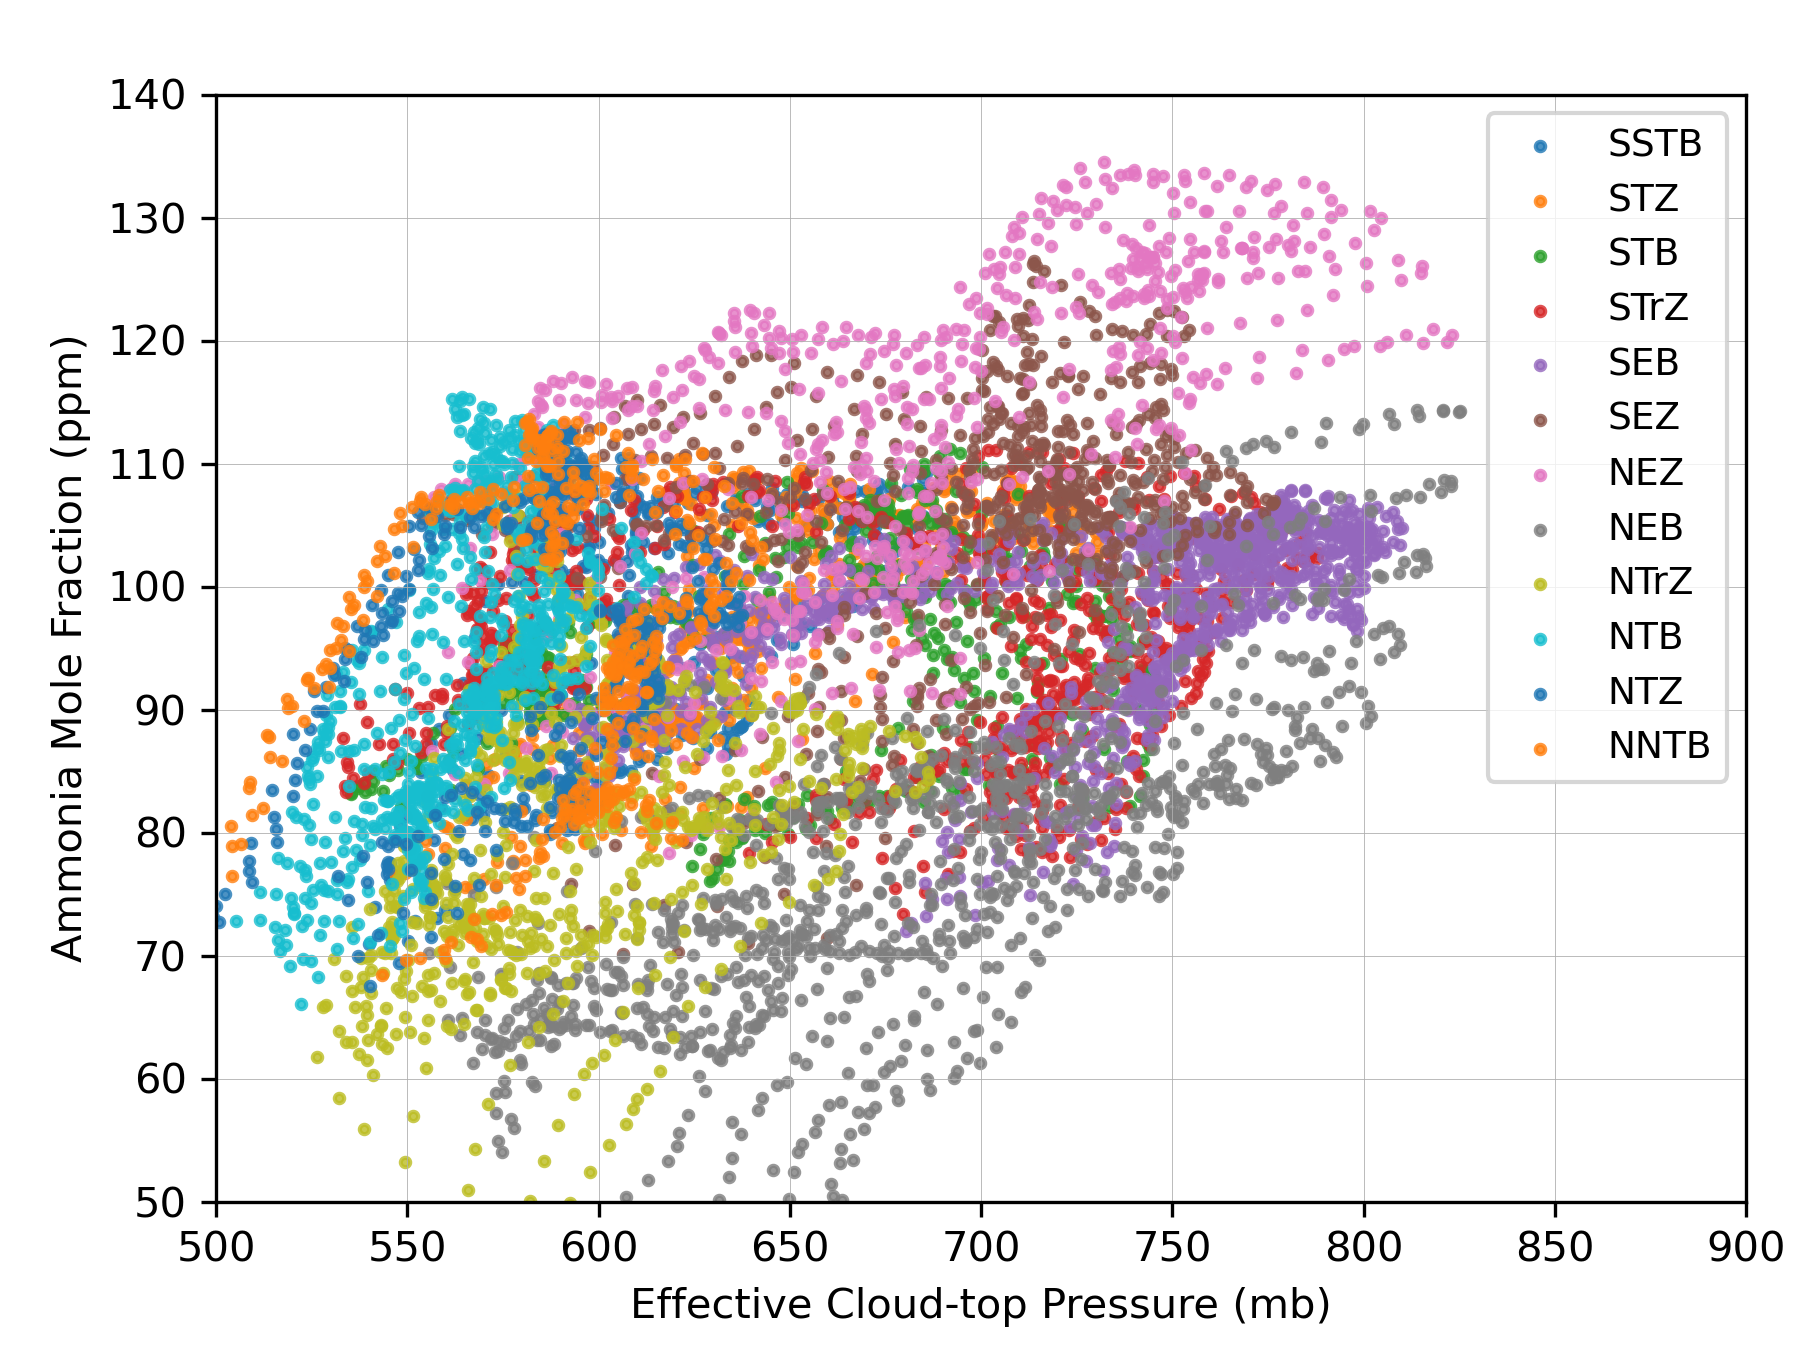 140
130
120
110
100
90
80
70
60
50
Ammonia Mole Fraction (ppm)
500 550 600 650 700 750 800 850 900
Effective Cloud-top Pressure (mb)
SSTB
STZ
STB
STrZ
SEB
SEZ
NEZ
NEB
NTrZ
NTB
NTZ
NNTB